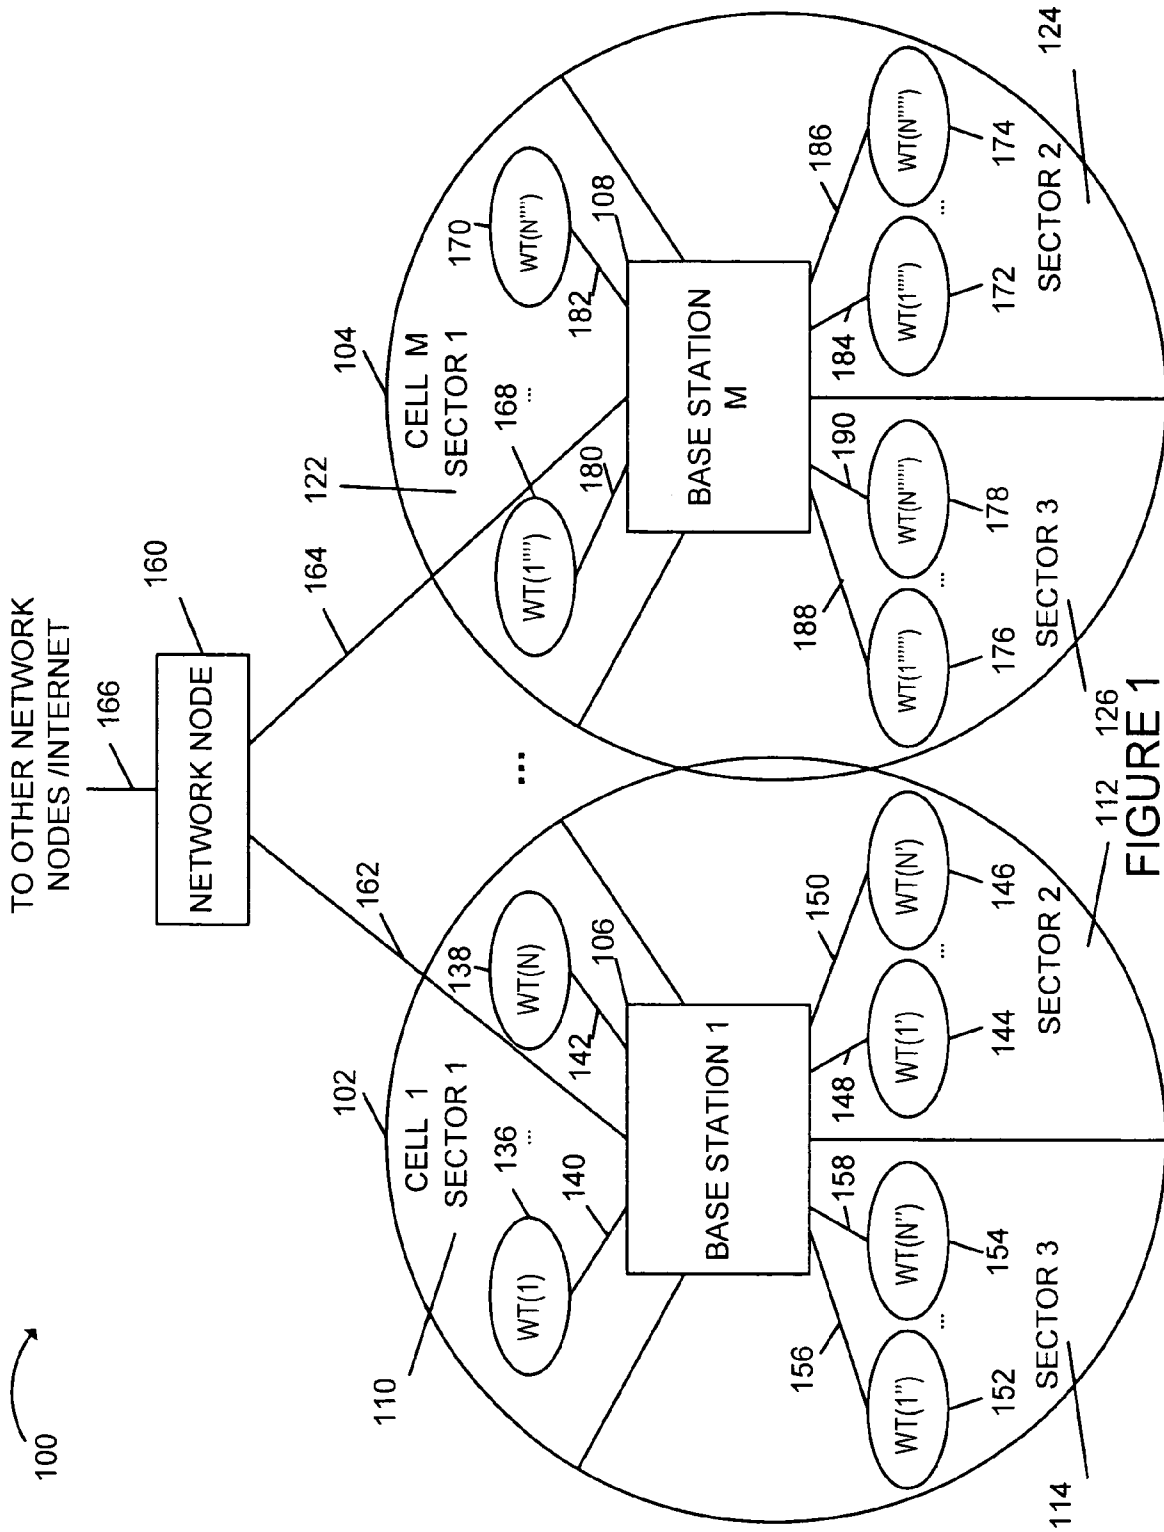 100
TO OTHER NETWORK
NODES /INTERNET
166
NETWORK NODE
160
162
164
...
102
CELL 1
SECTOR 1
110
136
...
138
WT(1)
WT(N)
140
142
106
BASE STATION 1
156
158
148
150
WT(1'')
WT(N'')
WT(1')
WT(N')
152
...
154
144
...
146
SECTOR 3
SECTOR 2
114
112
104
CELL M
SECTOR 1
122
168
...
170
WT(1'''')
WT(N'''')
180
182
108
BASE STATION
M
188
190
184
186
WT(1'''''')
WT(N'''''')
WT(1''''')
WT(N''''')
176
...
178
172
...
174
SECTOR 3
SECTOR 2
126
124
FIGURE 1